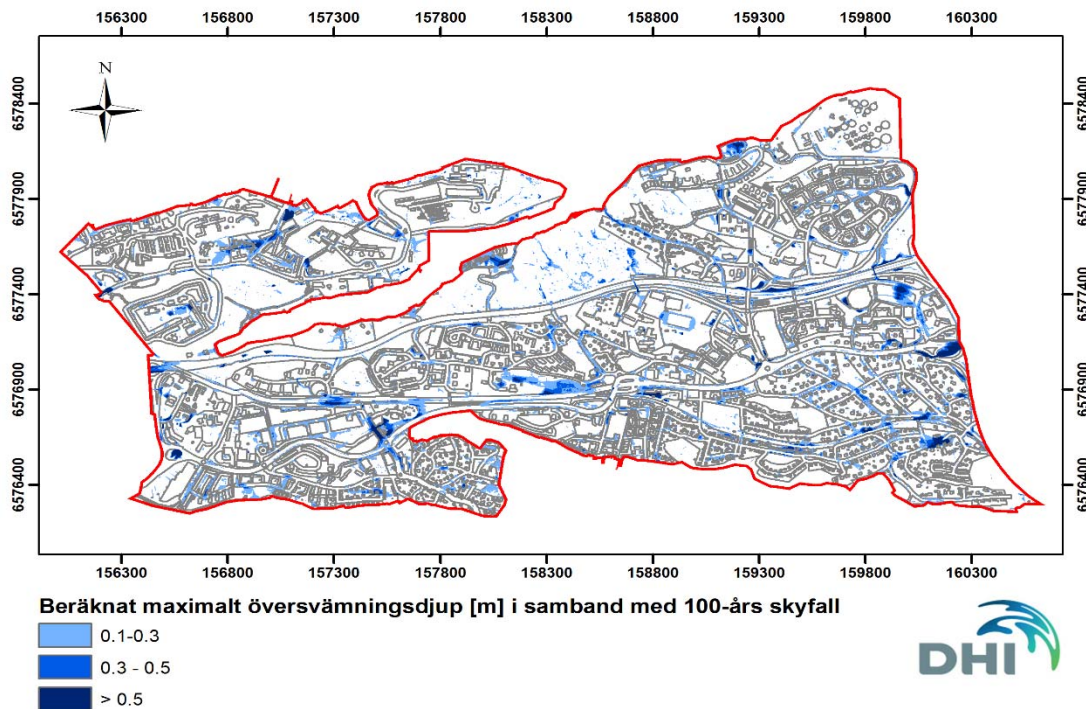 156300 156800 157300 157800 158300 158800 159300 159800 160300
N
6578400 6578400
6577900 6577900
6577400 6577400
6576900 6576900
6576400 6576400
156300 156800 157300 157800 158300 158800 159300 159800 160300
Beräknat maximalt översvämningsdjup [m] i samband med 100-års skyfall
0.1-0.3
0.3 - 0.5
> 0.5
DHI